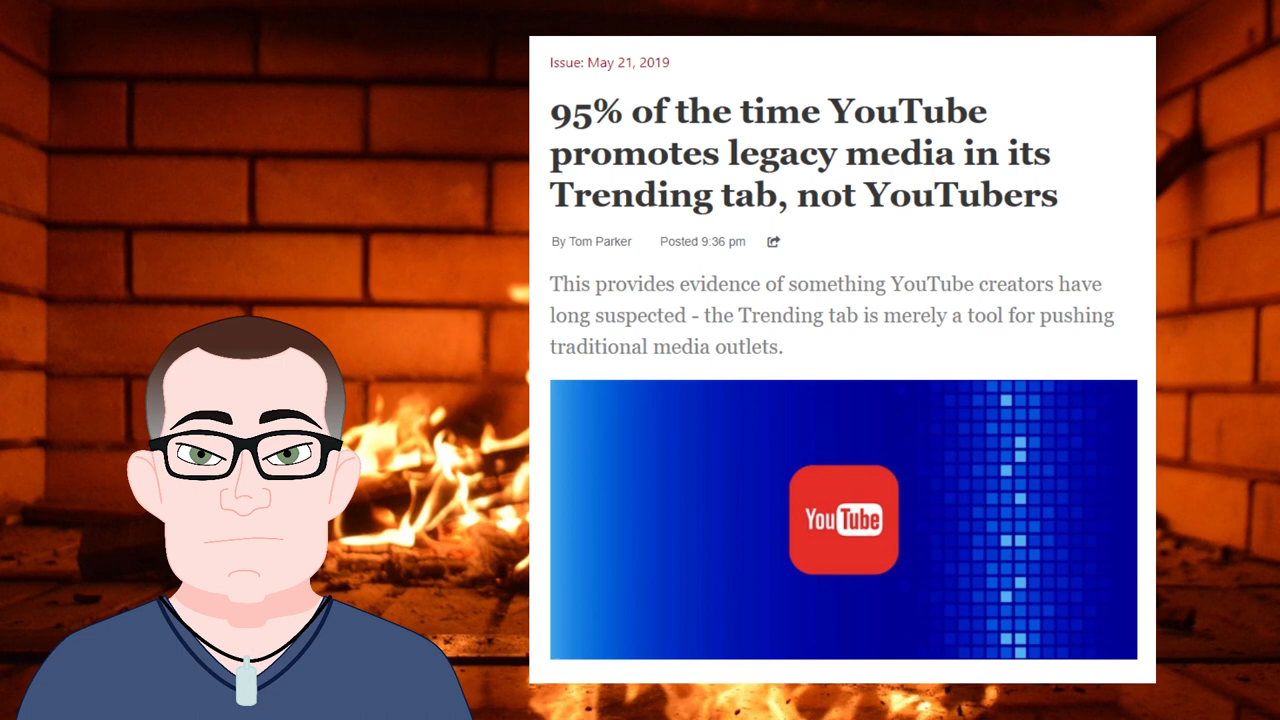 Issue: May 21, 2019
95% of the time YouTube
promotes legacy media in its
Trending tab, not YouTubers
By Tom Parker Posted 9:36 pm
This provides evidence of something YouTube creators have
long suspected - the Trending tab is merely a tool for pushing
traditional media outlets.
YouTube